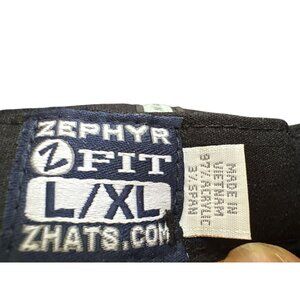 ZEPHYR
Z FIT
L/XL
ZHATS.COM
MADE IN
VIETNAM
97% ACRYLIC
3% SPAN